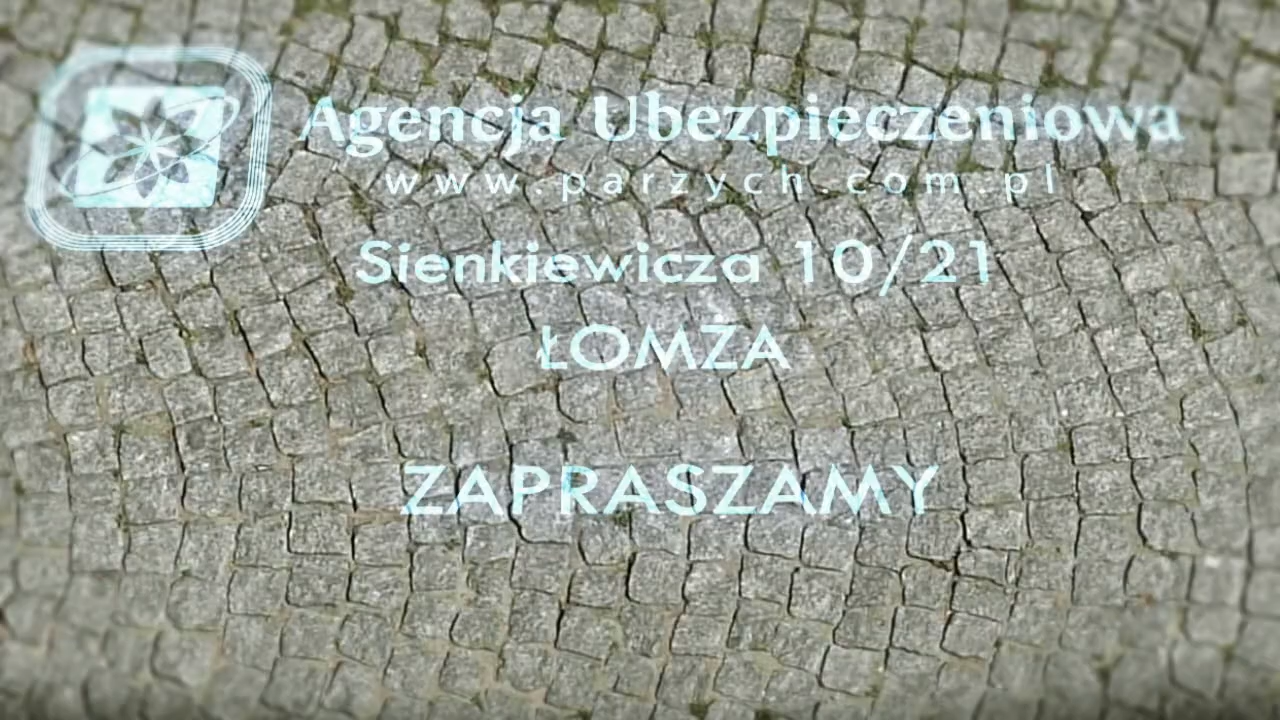 Agencja Ubezpieczeniowa
www.parzych.com.pl
Sienkiewicza 10/21
ŁOMŻA
ZAPRASZAMY